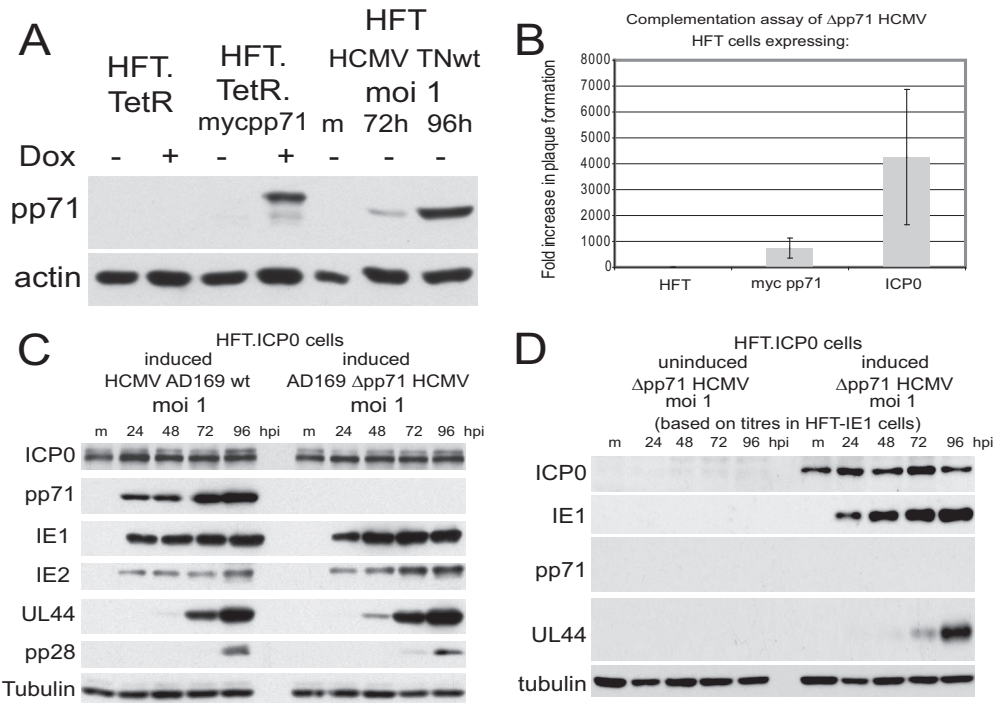 A
HFT.
TetR
HFT.
TetR.
mycpp71
HFT
HCMV TNwt
moi 1
m 72h 96h
Dox - + - + - - -
pp71
actin
B
Complementation assay of Δpp71 HCMV
HFT cells expressing:
Fold increase in plaque formation
8000
7000
6000
5000
4000
3000
2000
1000
0
HFT myc pp71 ICP0
C
HFT.ICP0 cells
induced
HCMV AD169 wt
moi 1
induced
AD169 Δpp71 HCMV
moi 1
m 24 48 72 96 hpi m 24 48 72 96 hpi
ICP0
pp71
IE1
IE2
UL44
pp28
Tubulin
D
HFT.ICP0 cells
uninduced
Δpp71 HCMV
moi 1
induced
Δpp71 HCMV
moi 1
(based on titres in HFT-IE1 cells)
m 24 48 72 96 hpi m 24 48 72 96 hpi
ICP0
IE1
pp71
UL44
tubulin